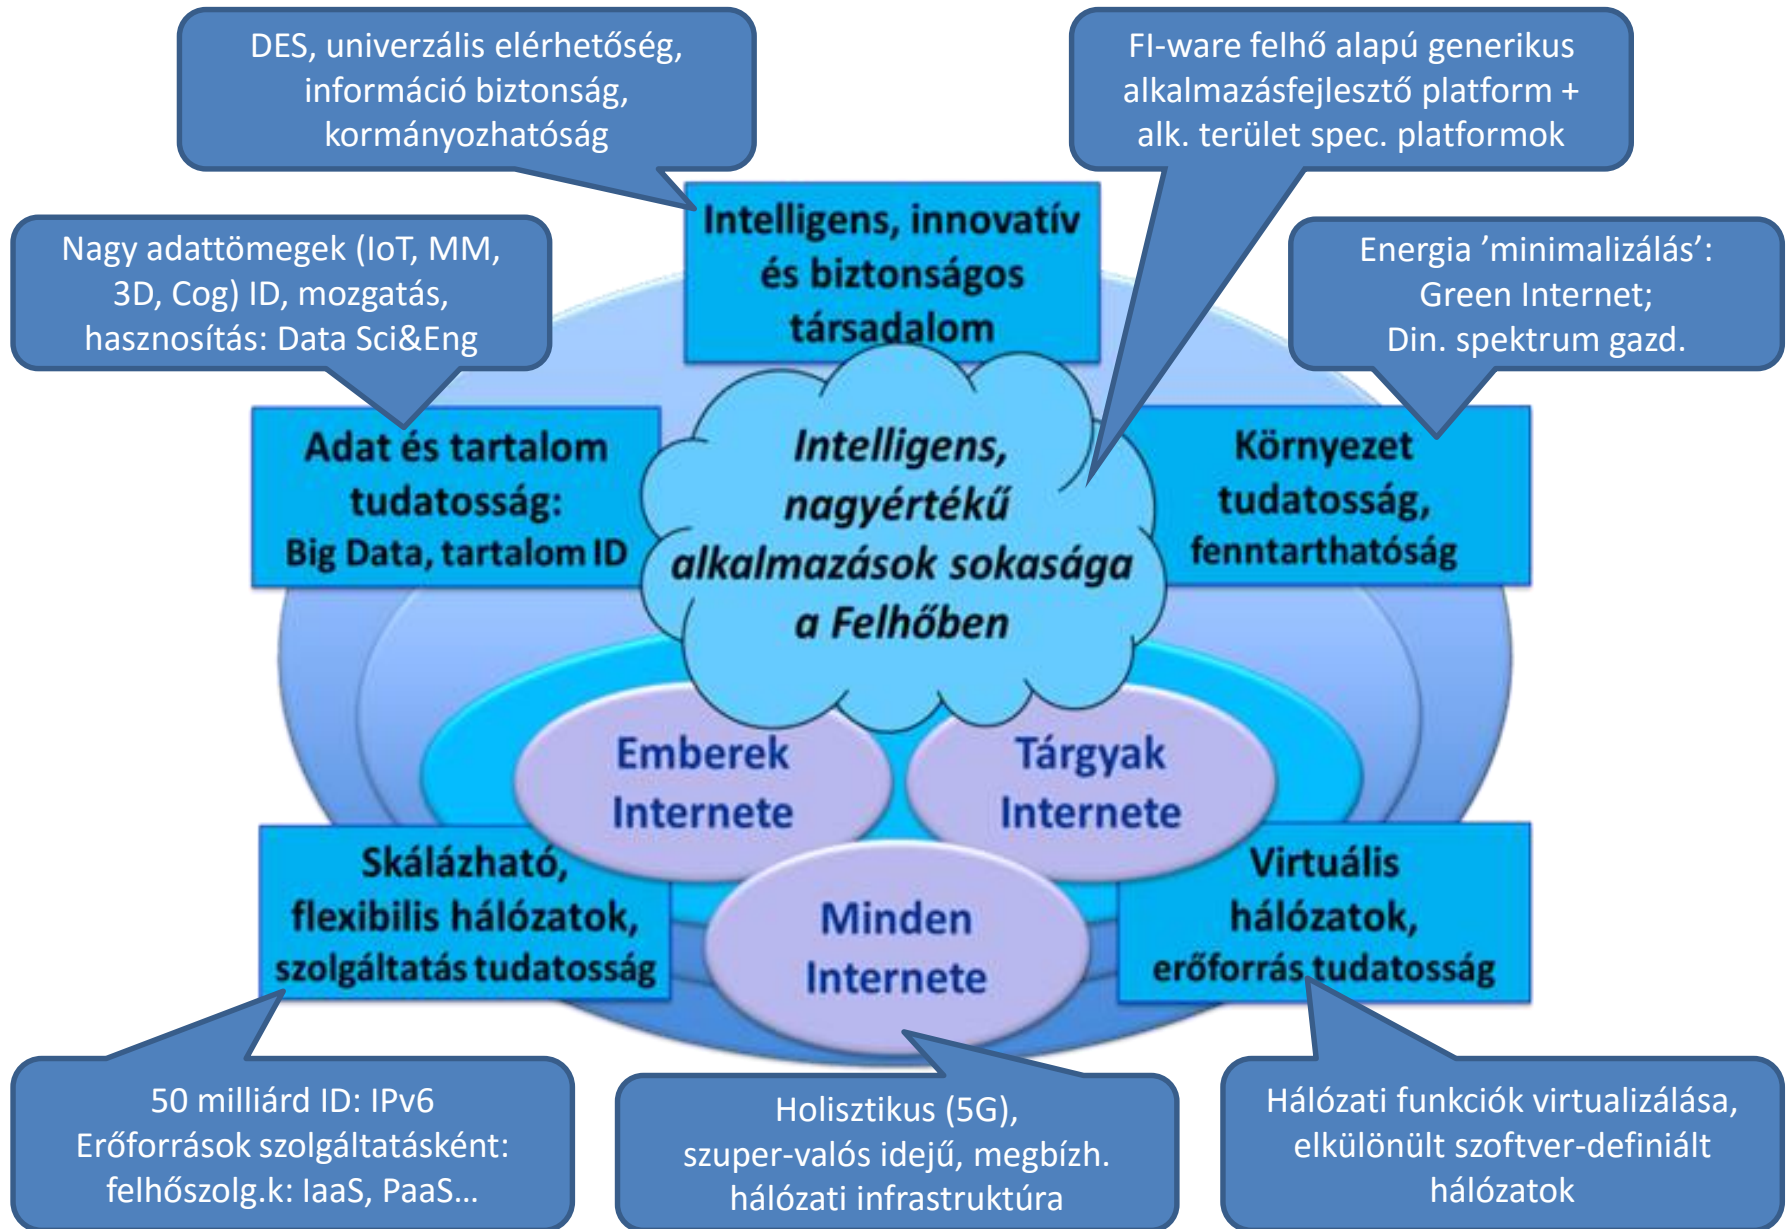 DES, univerzális elérhetőség,
információ biztonság,
kormányozhatóság
FI-ware felhő alapú generikus
alkalmazásfejlesztő platform +
alk. terület spec. platformok
Intelligens, innovatív
és biztonságos
társadalom
Nagy adattömegek (IoT, MM,
3D, Cog) ID, mozgatás,
hasznosítás: Data Sci&Eng
Energia ’minimalizálás’:
Green Internet;
Din. spektrum gazd.
Adat és tartalom
tudatosság:
Big Data, tartalom ID
Intelligens,
nagyértékű
alkalmazások sokasága
a Felhőben
Környezet
tudatosság,
fenntarthatóság
Emberek
Internete
Tárgyak
Internete
Skálázható,
flexibilis hálózatok,
szolgáltatás tudatosság
Minden
Internete
Virtuális
hálózatok,
erőforrás tudatosság
50 milliárd ID: IPv6
Erőforrások szolgáltatásként:
felhőszolg.k: IaaS, PaaS…
Holisztikus (5G),
szuper-valós idejű, megbízh.
hálózati infrastruktúra
Hálózati funkciók virtualizálása,
elkülönült szoftver-definiált
hálózatok